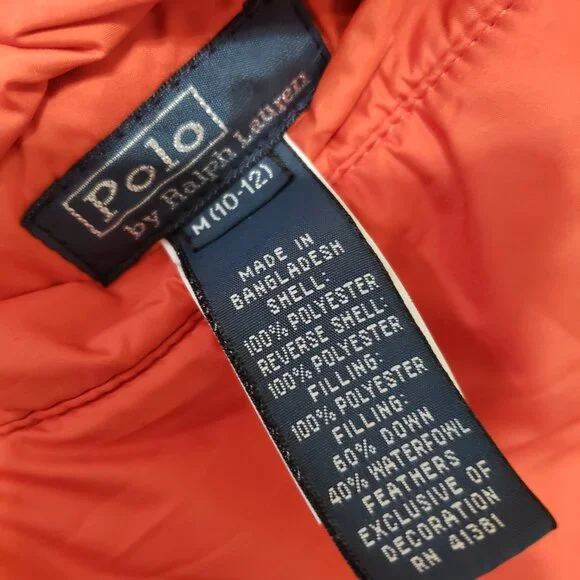 Polo
by Ralph Lauren
M (10-12)
MADE IN
BANGLADESH
SHELL:
100% POLYESTER
REVERSE SHELL:
100% POLYESTER
FILLING:
100% POLYESTER
FILLING:
60% DOWN
40% WATERFOWL
FEATHERS
EXCLUSIVE OF
DECORATION
RN 41381